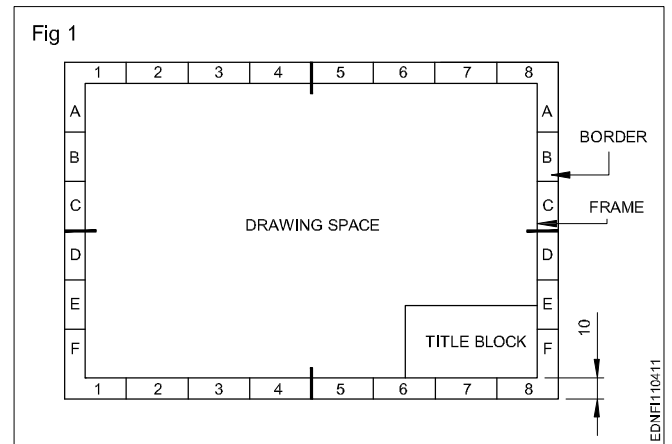 Fig 1
1 2 3 4 5 6 7 8
A A
B B
BORDER
C C
FRAME
DRAWING SPACE
D D
E E
10
TITLE BLOCK
F F
1 2 3 4 5 6 7 8
EDNFI110411